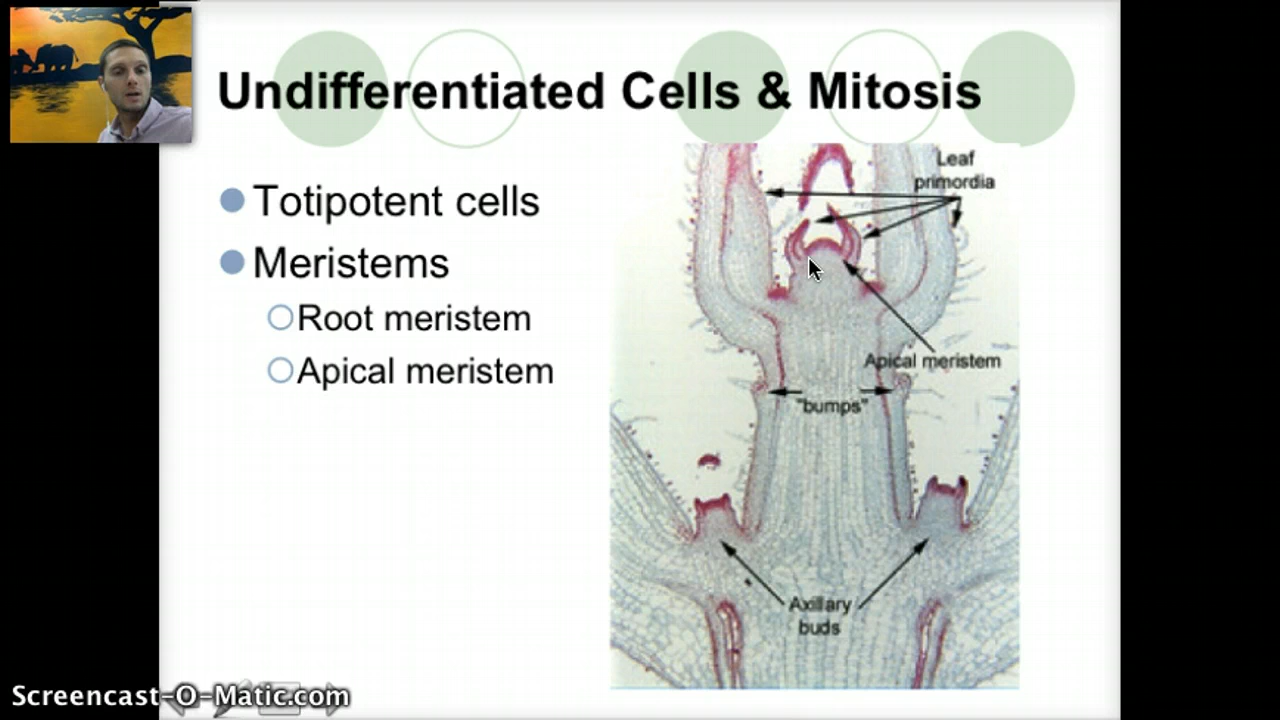 Undifferentiated Cells & Mitosis
Totipotent cells
Meristems
Root meristem
Apical meristem
Leaf
primordia
Apical meristem
"bumps"
Axillary
buds
Screencast-O-Matic.com